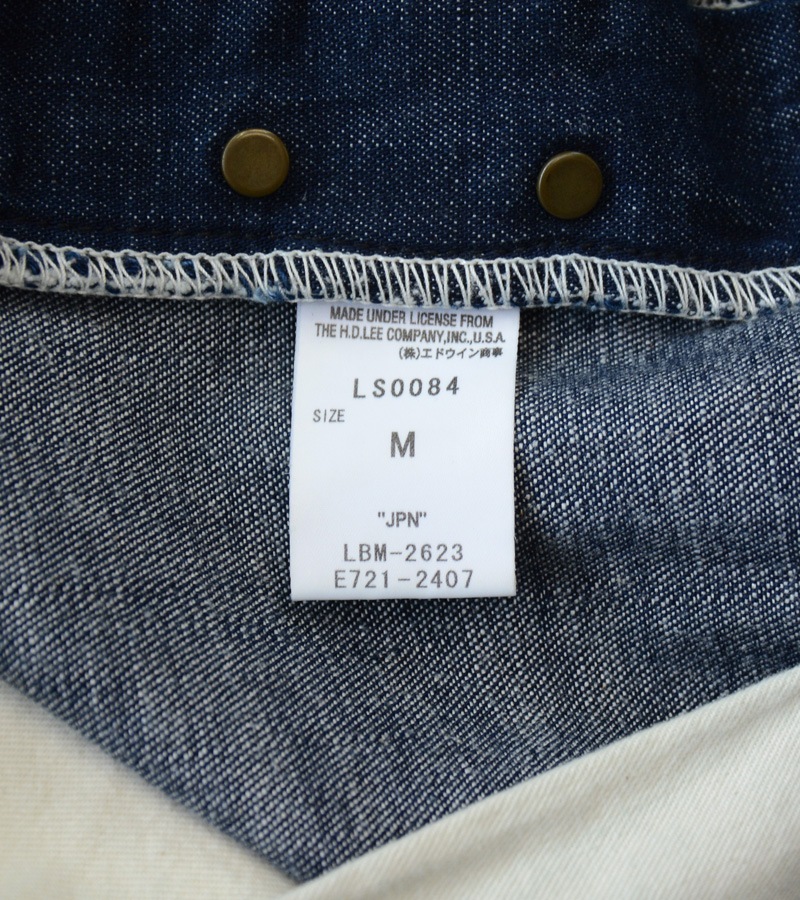 MADE UNDER LICENSE FROM
THE H.D.LEE COMPANY,INC.,U.S.A.
(株)エドウイン商事
LS0084
SIZE
M
"JPN"
LBM-2623
E721-2407